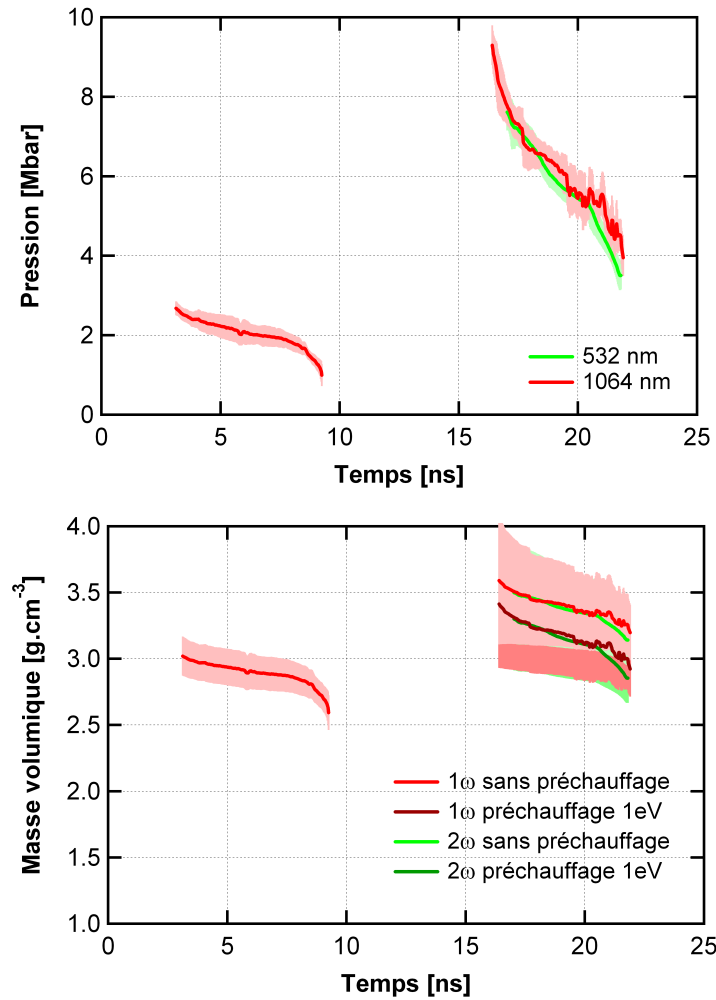 10
8
6
4
2
0
Pression [Mbar]
532 nm
1064 nm
0 5 10 15 20 25
Temps [ns]
4.0
3.5
3.0
2.5
2.0
1.5
1.0
Masse volumique [g.cm⁻³]
1ω sans préchauffage
1ω préchauffage 1eV
2ω sans préchauffage
2ω préchauffage 1eV
0 5 10 15 20 25
Temps [ns]